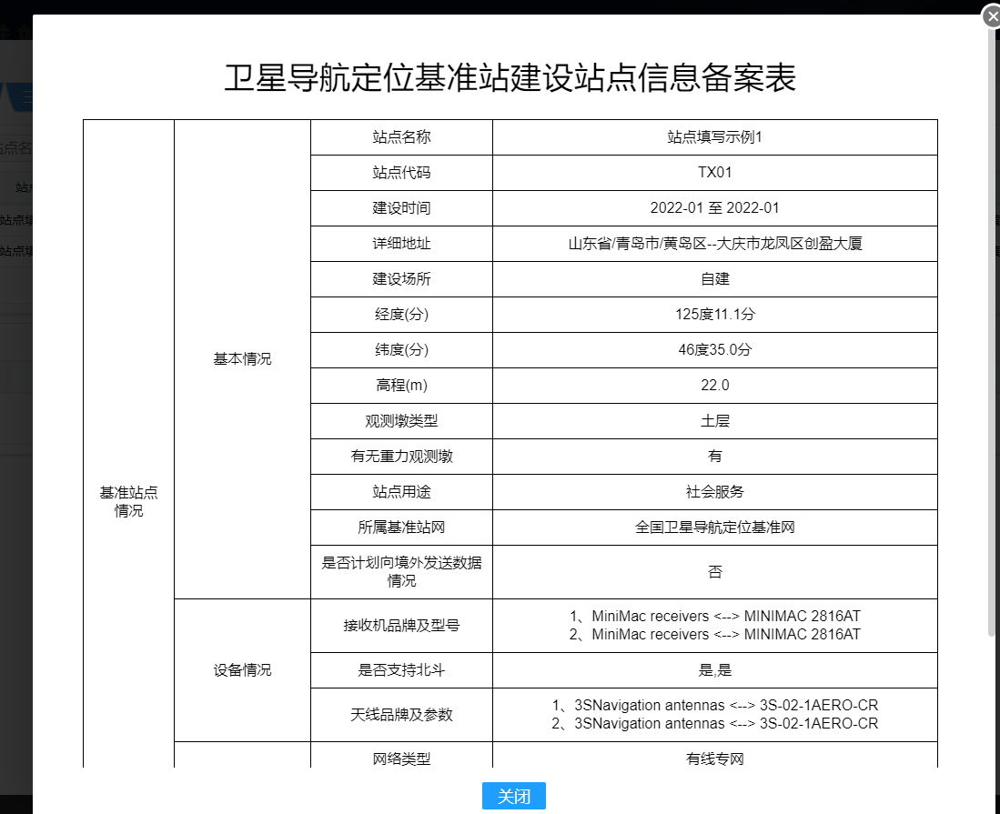 卫星导航定位基准站建设站点信息备案表
站点名称
站点填写示例1
站点代码
TX01
建设时间
2022-01 至 2022-01
详细地址
山东省/青岛市/黄岛区--大庆市龙凤区创盈大厦
建设场所
自建
经度(分)
125度11.1分
基本情况
纬度(分)
46度35.0分
高程(m)
22.0
观测墩类型
土层
有无重力观测墩
有
基准站点
情况
站点用途
社会服务
所属基准站网
全国卫星导航定位基准网
是否计划向境外发送数据
情况
否
设备情况
接收机品牌及型号
1、MiniMac receivers <--> MINIMAC 2816AT
2、MiniMac receivers <--> MINIMAC 2816AT
是否支持北斗
是,是
天线品牌及参数
1、3SNavigation antennas <--> 3S-02-1AERO-CR
2、3SNavigation antennas <--> 3S-02-1AERO-CR
网络类型
有线专网
关闭
站点名
站点填
站点填